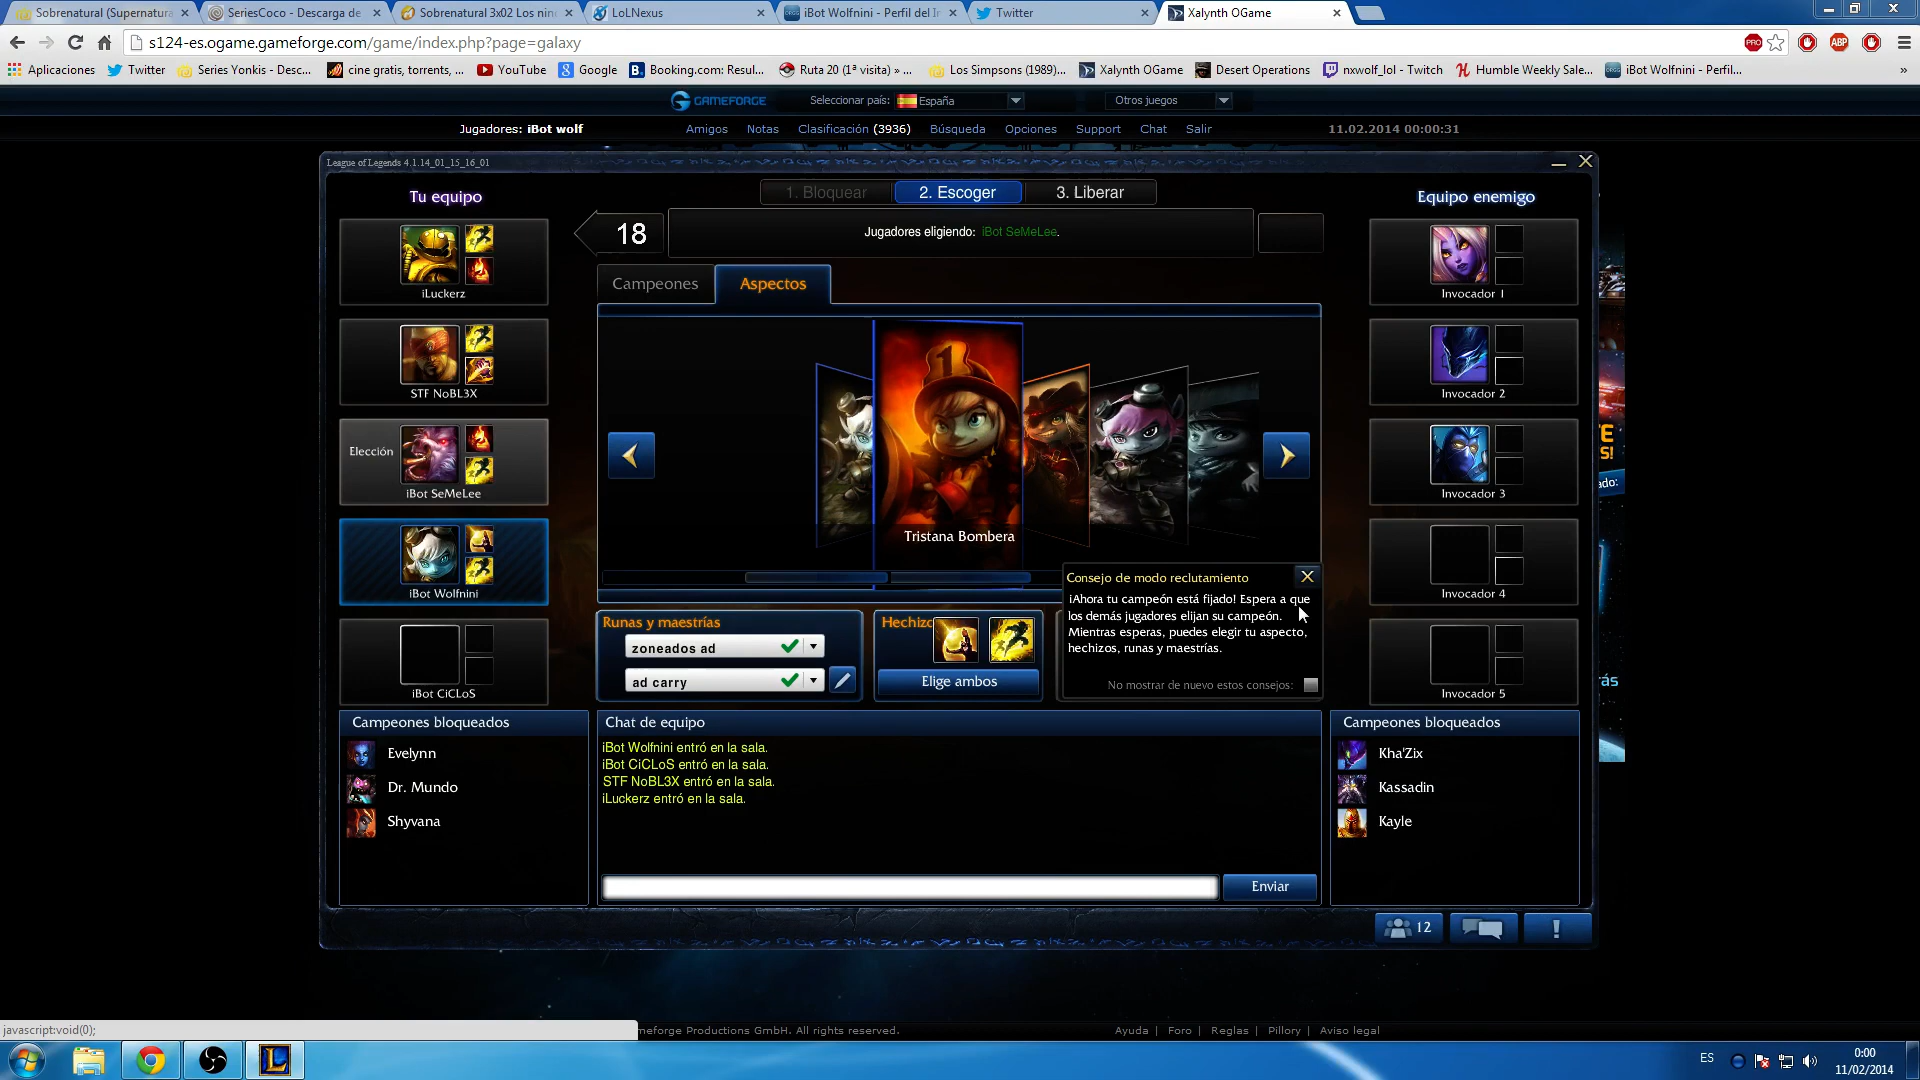 Sobrenatural (Supernatura
SeriesCoco - Descarga de
Sobrenatural 3x02 Los nin
LoLNexus
iBot Wolfnini - Perfil del In
Twitter
Xalynth OGame
s124-es.ogame.gameforge.com/game/index.php?page=galaxy
PRO
ABP
Aplicaciones
Twitter
Series Yonkis - Desc...
cine gratis, torrents, ...
YouTube
Google
Booking.com: Resul...
Ruta 20 (1ª visita) » ...
Los Simpsons (1989)...
Xalynth OGame
Desert Operations
nxwolf_lol - Twitch
Humble Weekly Sale...
iBot Wolfnini - Perfil...
»
GAMEFORGE
Seleccionar país:
España
Otros juegos
Jugadores: iBot wolf
Amigos
Notas
Clasificación (3936)
Búsqueda
Opciones
Support
Chat
Salir
11.02.2014 00:00:31
League of Legends 4.1.14_01_15_16_01
Tu equipo
1. Bloquear
2. Escoger
3. Liberar
Equipo enemigo
18
Jugadores eligiendo: iBot SeMeLee.
Campeones
Aspectos
iLuckerz
STF NoBL3X
Elección
iBot SeMeLee
iBot Wolfnini
iBot CiCLoS
Invocador 1
Invocador 2
Invocador 3
Invocador 4
Invocador 5
1
Tristana Bombera
Consejo de modo reclutamiento
¡Ahora tu campeón está fijado! Espera a que
los demás jugadores elijan su campeón.
Mientras esperas, puedes elegir tu aspecto,
hechizos, runas y maestrías.
No mostrar de nuevo estos consejos:
Runas y maestrías
zoneados ad
ad carry
Hechizo
Elige ambos
Campeones bloqueados
Evelynn
Dr. Mundo
Shyvana
Chat de equipo
iBot Wolfnini entró en la sala.
iBot CiCLoS entró en la sala.
STF NoBL3X entró en la sala.
iLuckerz entró en la sala.
Enviar
Campeones bloqueados
Kha'Zix
Kassadin
Kayle
12
!
E
S!
ado:
ás
javascript:void(0);
meforge Productions GmbH. All rights reserved.
Ayuda |
Foro |
Reglas |
Pillory |
Aviso legal
L
ES
0:00
11/02/2014